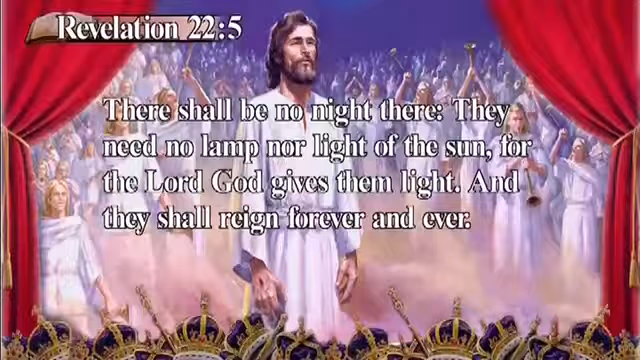 Revelation 22:5
There shall be no night there: They
need no lamp nor light of the sun, for
the Lord God gives them light. And
they shall reign forever and ever.